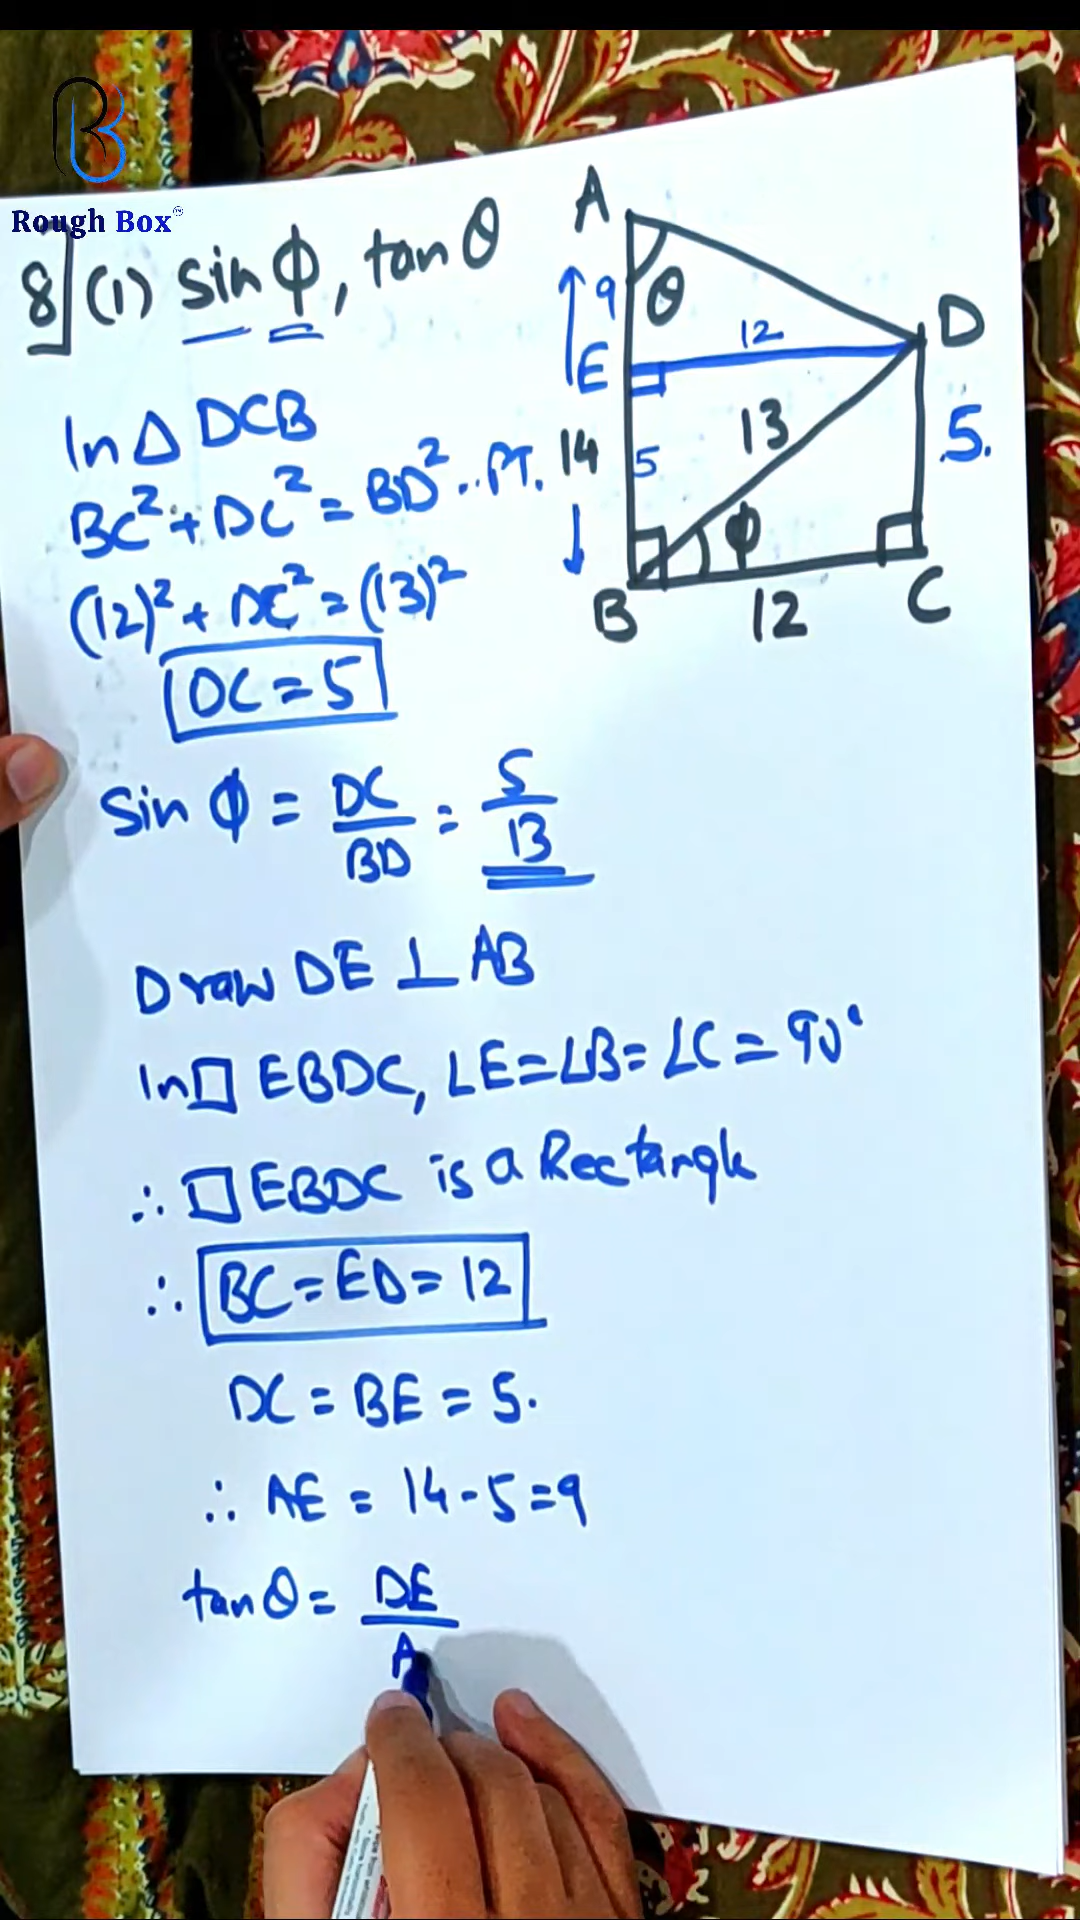 Rough Box™
8] (1) sin ϕ, tan θ
A
θ
9
E
12
D
14
5
13
5.
ϕ
B
12
C
In △ DCB
BC² + DC² = BD² .. PT.
(12)² + DC² = (13)²
DC = 5
Sin ϕ = DC/BD = 5/13
Draw DE ⊥ AB
In □ EBDC, ∠E = ∠B = ∠C = 90°
∴ □ EBDC is a Rectangle
∴ BC = ED = 12
DC = BE = 5.
∴ AE = 14 - 5 = 9
tan θ = DE/A